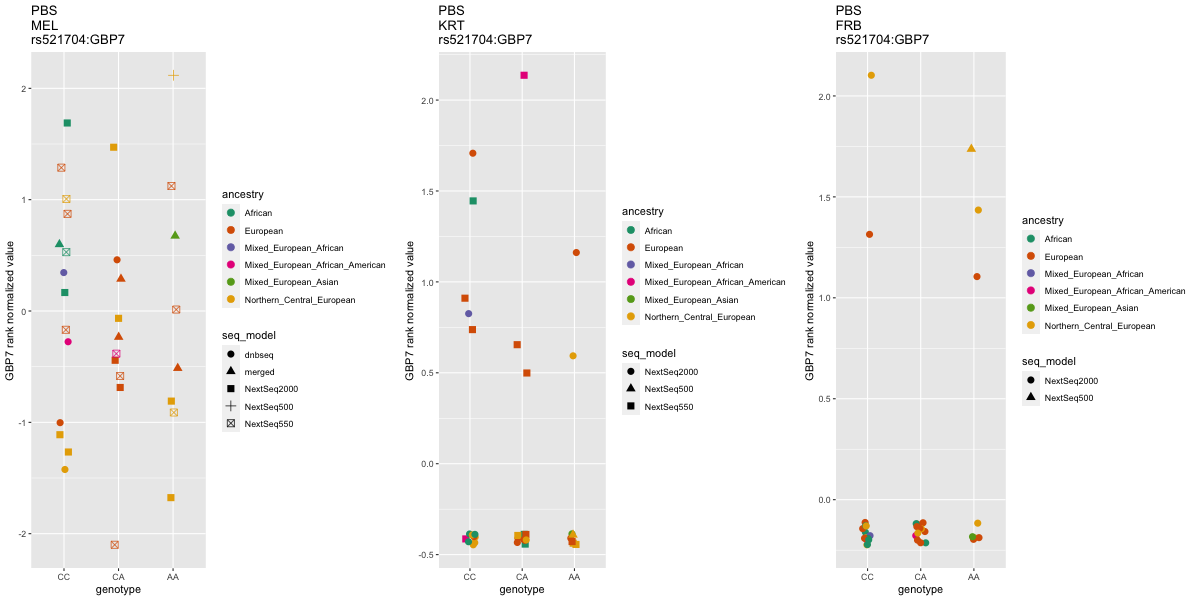 PBS
MEL
rs521704:GBP7
GBP7 rank normalized value
2
1
0
-1
-2
CC
CA
AA
genotype
ancestry
African
European
Mixed_European_African
Mixed_European_African_American
Mixed_European_Asian
Northern_Central_European
seq_model
dnbseq
merged
NextSeq2000
NextSeq500
NextSeq550
PBS
KRT
rs521704:GBP7
GBP7 rank normalized value
2.0
1.5
1.0
0.5
0.0
-0.5
CC
CA
AA
genotype
ancestry
African
European
Mixed_European_African
Mixed_European_African_American
Mixed_European_Asian
Northern_Central_European
seq_model
NextSeq2000
NextSeq500
NextSeq550
PBS
FRB
rs521704:GBP7
GBP7 rank normalized value
2.0
1.5
1.0
0.5
0.0
CC
CA
AA
genotype
ancestry
African
European
Mixed_European_African
Mixed_European_African_American
Mixed_European_Asian
Northern_Central_European
seq_model
NextSeq2000
NextSeq500